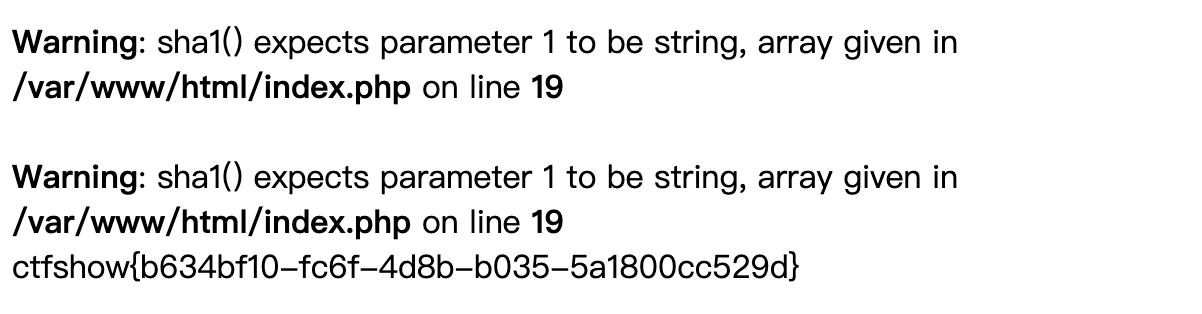 Warning: sha1() expects parameter 1 to be string, array given in
/var/www/html/index.php on line 19
Warning: sha1() expects parameter 1 to be string, array given in
/var/www/html/index.php on line 19
ctfshow{b634bf10–fc6f–4d8b–b035–5a1800cc529d}